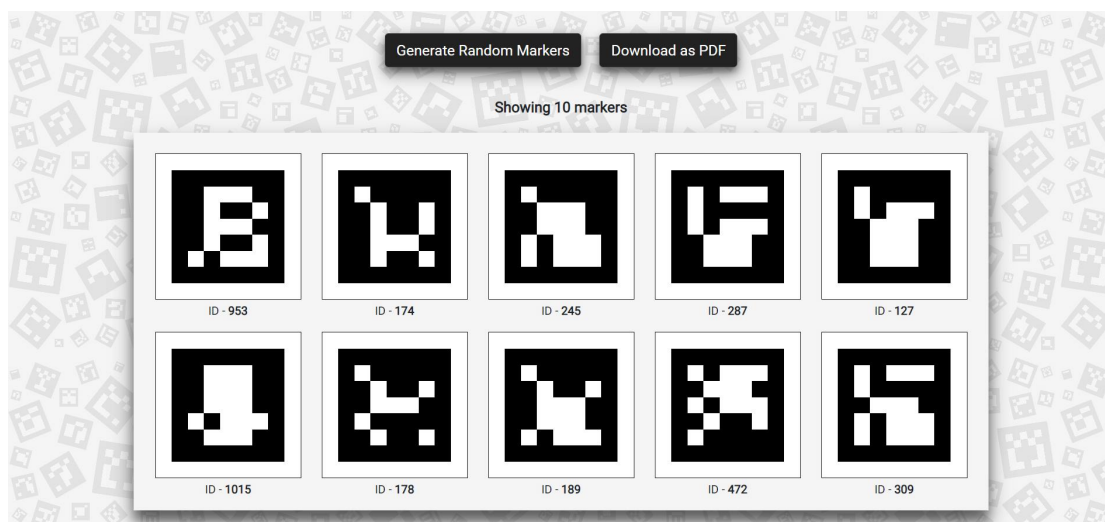 Generate Random Markers Download as PDF
Showing 10 markers
ID - 953 ID - 174 ID - 245 ID - 287 ID - 127
ID - 1015 ID - 178 ID - 189 ID - 472 ID - 309